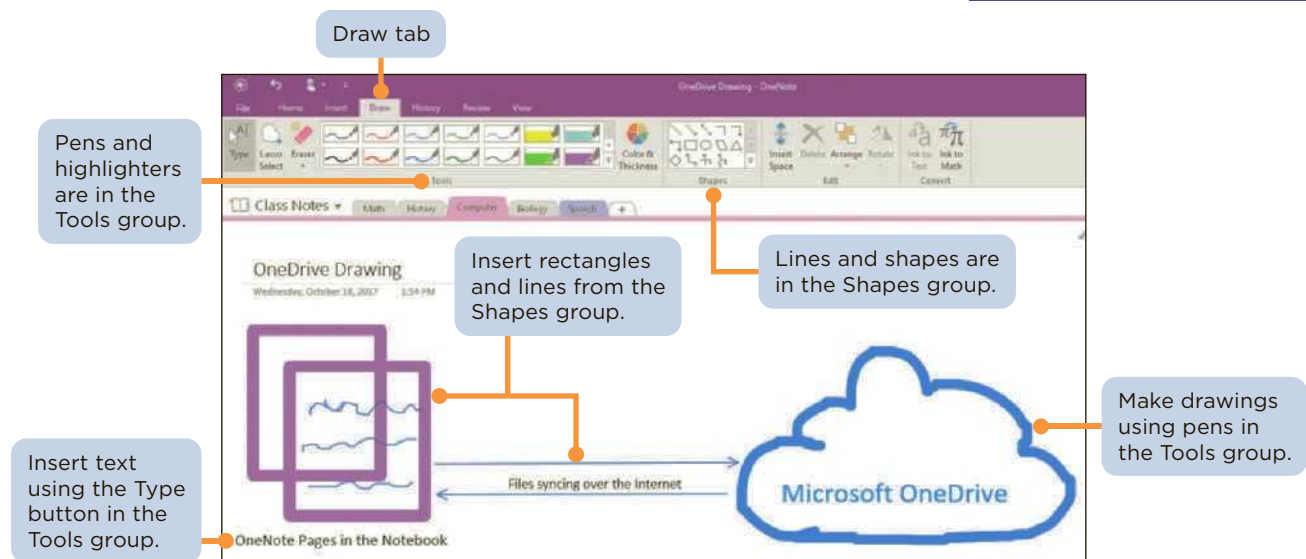 Draw tab
OneDrive Drawing - OneNote
File Home Insert Draw History Review View
Pens and
highlighters
are in the
Tools group.
Type
Lasso
Select
Eraser
Color &
Thickness
Insert
Space
Delete
Arrange
Rotate
Ink to
Text
Ink to
Math
Tools
Shapes
Edit
Convert
Class Notes
Math
History
Computer
Biology
Speech
OneDrive Drawing
Wednesday, October 18, 2017 1:54 PM
Insert rectangles
and lines from the
Shapes group.
Lines and shapes are
in the Shapes group.
Make drawings
using pens in
the Tools group.
Insert text
using the Type
button in the
Tools group.
Files syncing over the Internet
Microsoft OneDrive
OneNote Pages in the Notebook